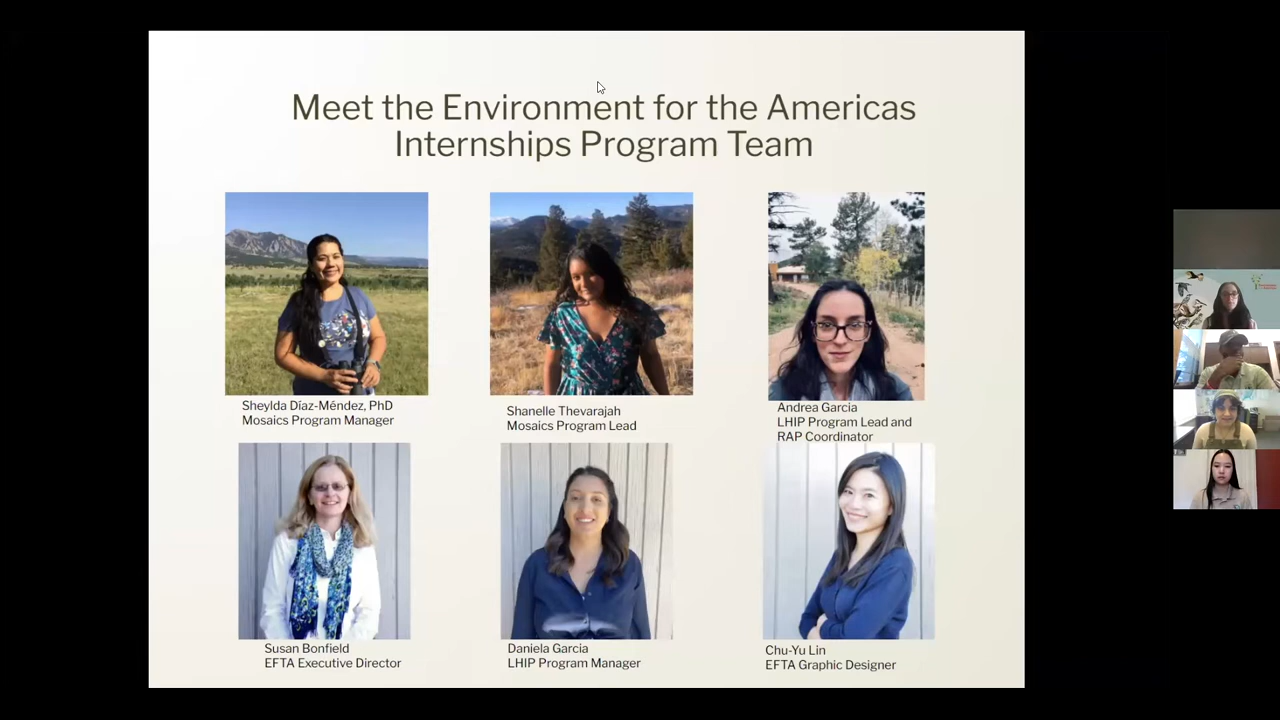 Meet the Environment for the Americas
Internships Program Team
Sheylda Díaz-Méndez, PhD
Mosaics Program Manager
Shanelle Thevarajah
Mosaics Program Lead
Andrea Garcia
LHIP Program Lead and
RAP Coordinator
Susan Bonfield
EFTA Executive Director
Daniela Garcia
LHIP Program Manager
Chu-Yu Lin
EFTA Graphic Designer